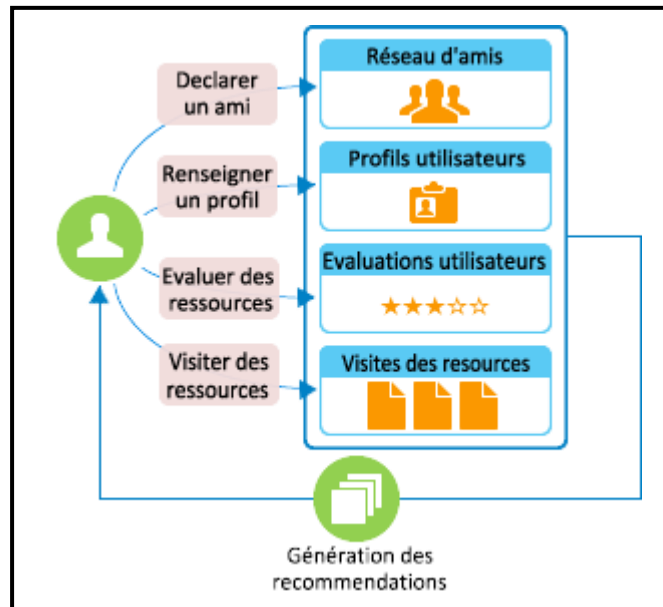 Declarer
un ami
Réseau d'amis
Renseigner
un profil
Profils utilisateurs
Evaluer des
ressources
Evaluations utilisateurs
Visiter des
ressources
Visites des resources
Génération des
recommendations